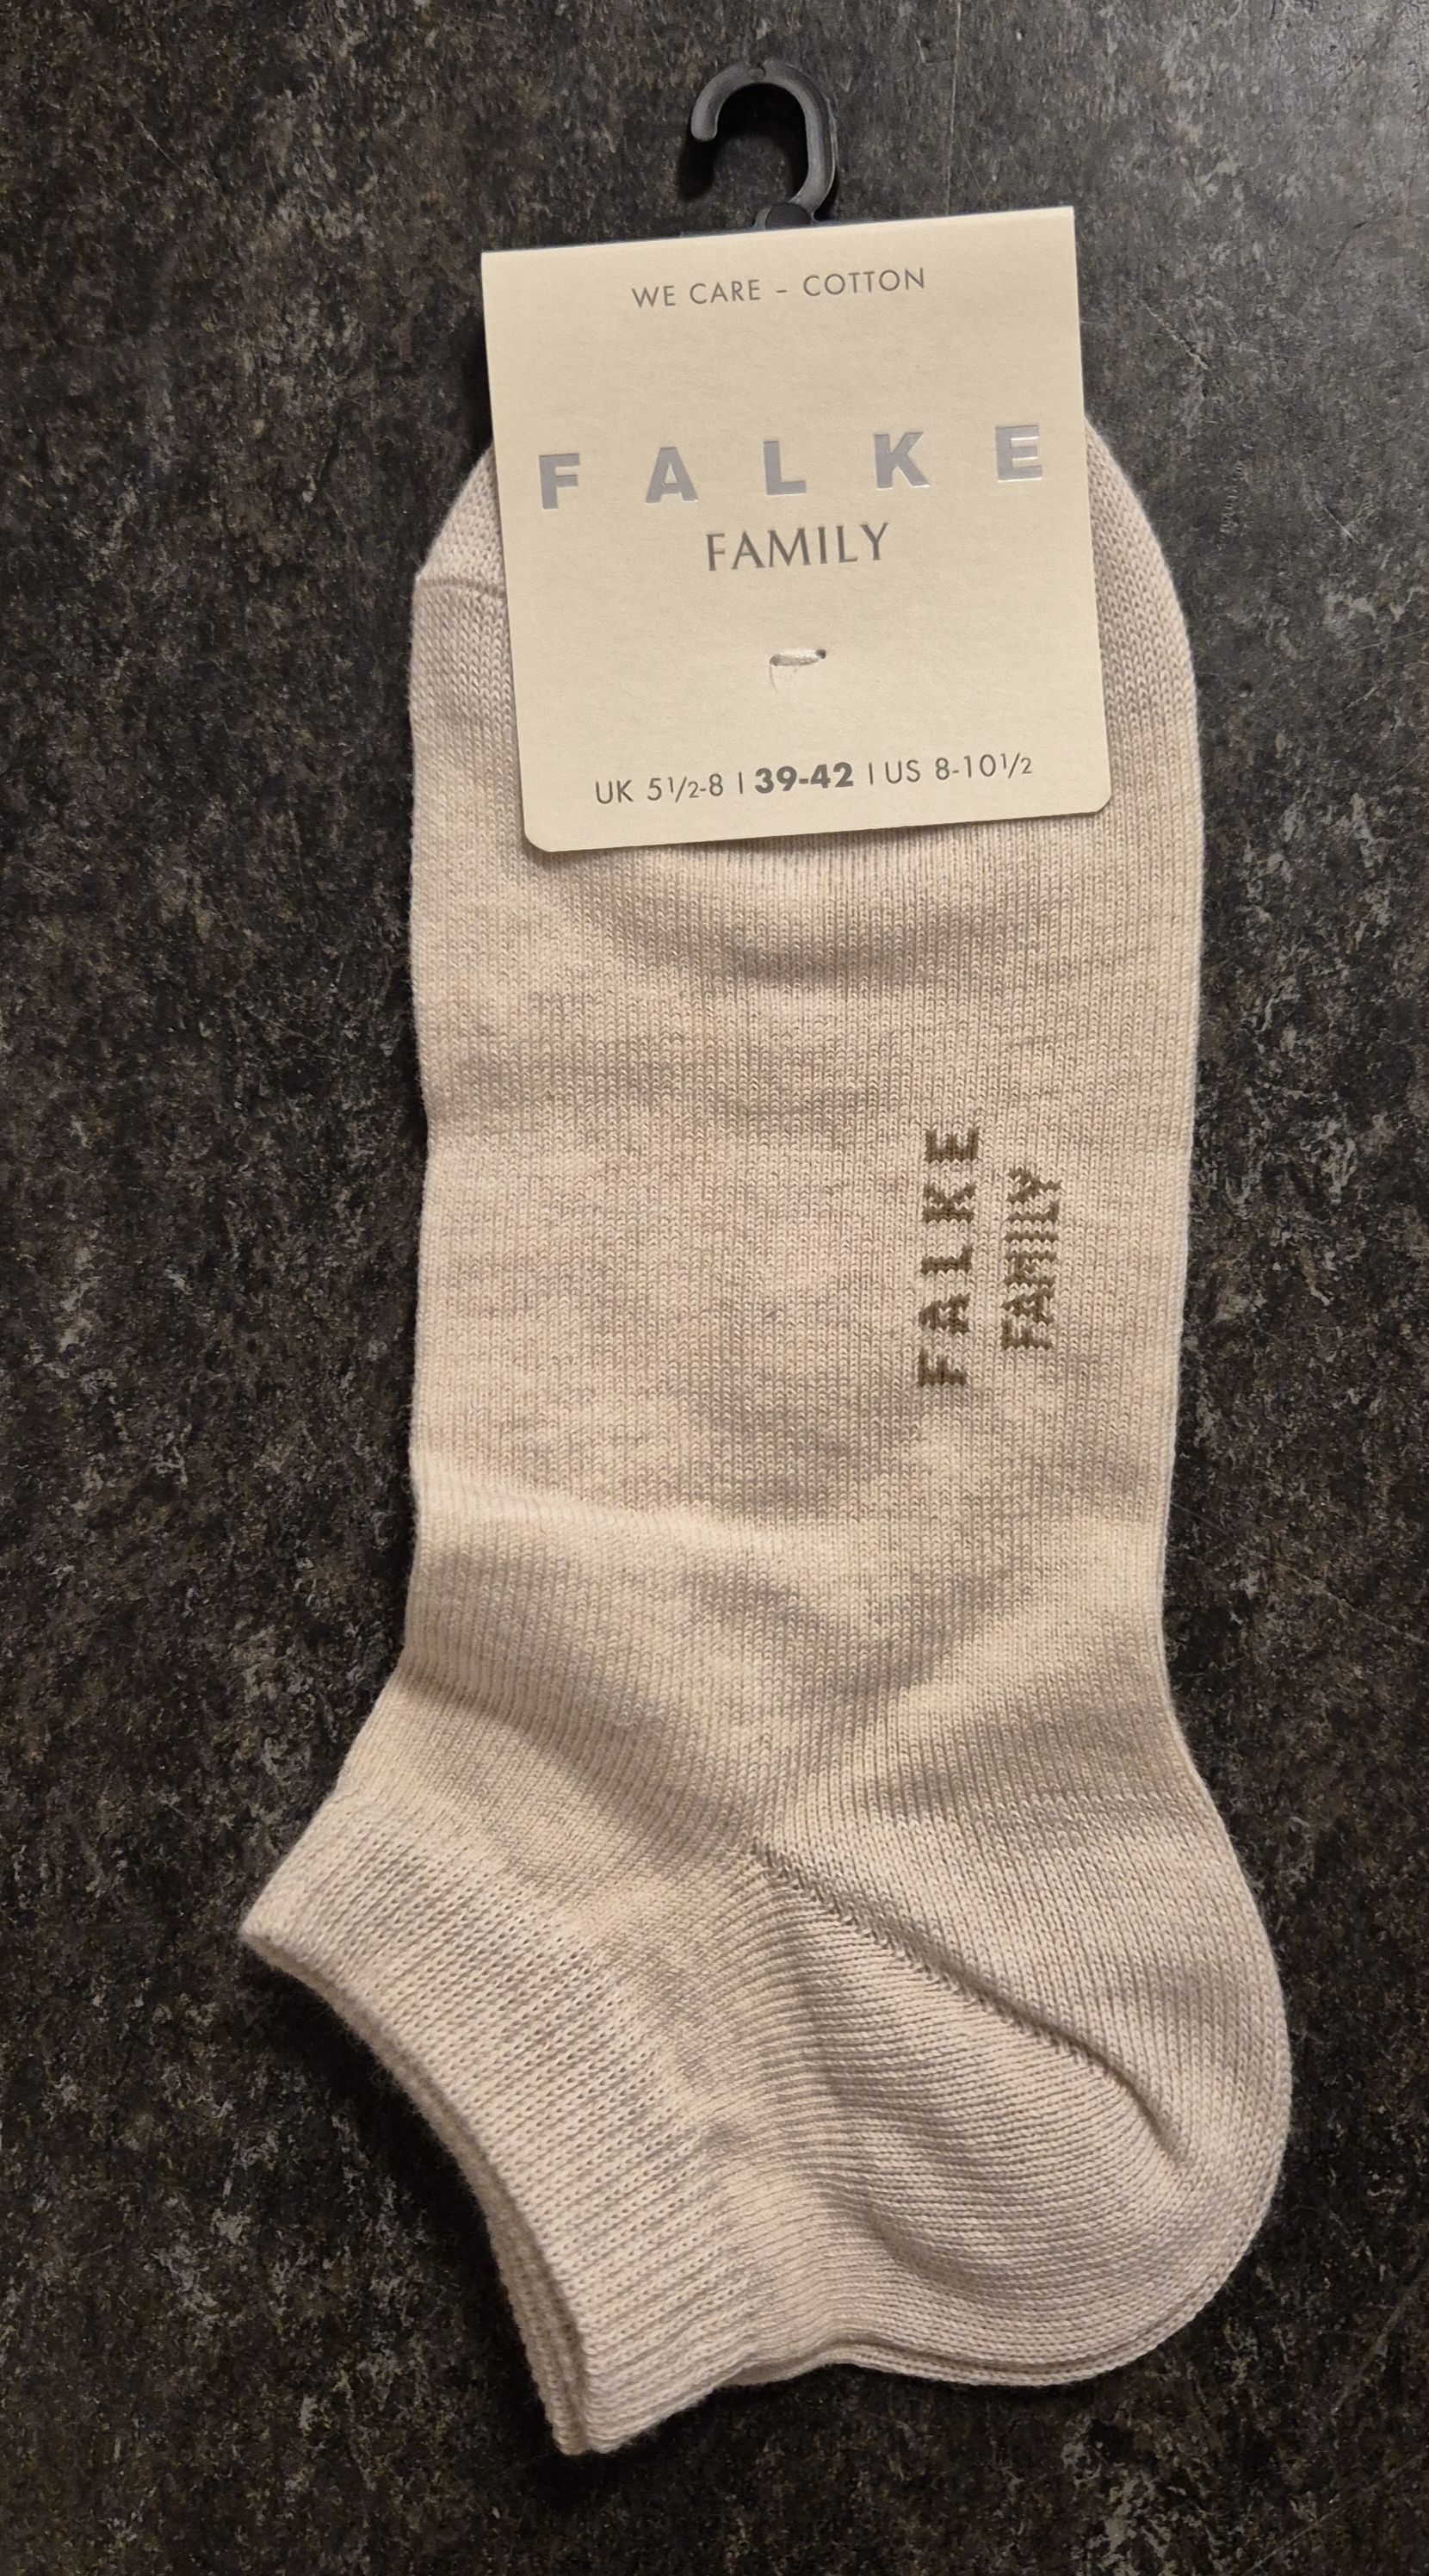 WE CARE – COTTON
FALKE
FAMILY
UK 5½-8 | 39-42 | US 8-10½
FALKE
FAMILY